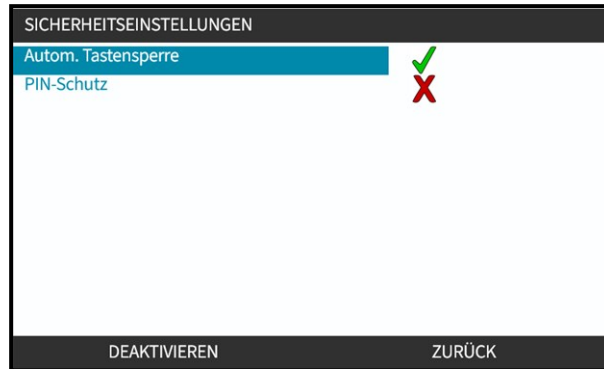 SICHERHEITSEINSTELLUNGEN
Autom. Tastensperre
PIN-Schutz
DEAKTIVIEREN ZURÜCK